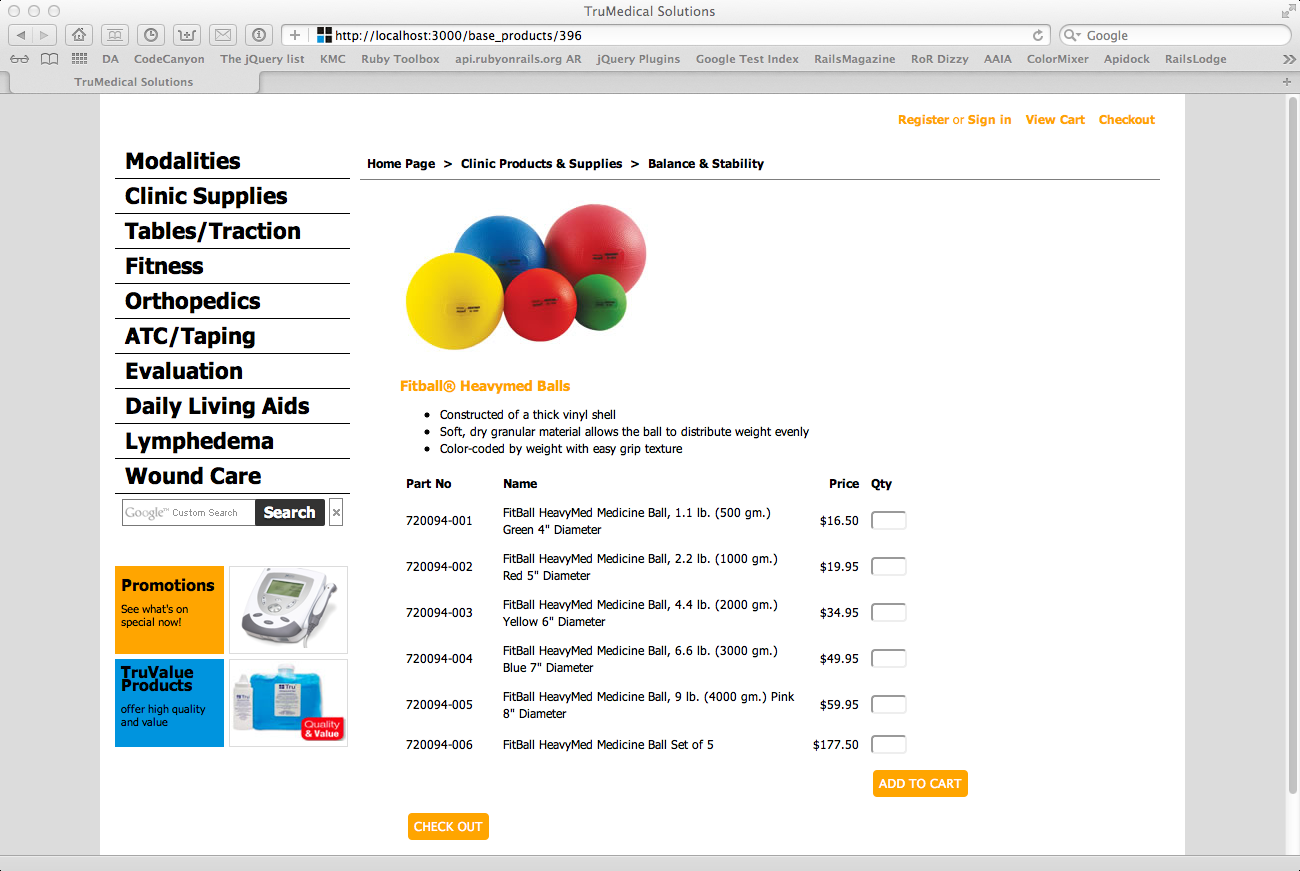 TruMedical Solutions
http://localhost:3000/base_products/396
Google
DA CodeCanyon The jQuery list KMC Ruby Toolbox api.rubyonrails.org AR jQuery Plugins Google Test Index RailsMagazine RoR Dizzy AAIA ColorMixer Apidock RailsLodge
TruMedical Solutions
Register or Sign in View Cart Checkout
Home Page > Clinic Products & Supplies > Balance & Stability
Modalities
Clinic Supplies
Tables/Traction
Fitness
Orthopedics
ATC/Taping
Evaluation
Daily Living Aids
Lymphedema
Wound Care
Google™ Custom Search Search ×
Promotions
See what's on
special now!
TruValue
Products
offer high quality
and value
Tru
Quality
& Value
Fitball® Heavymed Balls
• Constructed of a thick vinyl shell
• Soft, dry granular material allows the ball to distribute weight evenly
• Color-coded by weight with easy grip texture
Part No Name Price Qty
720094-001 FitBall HeavyMed Medicine Ball, 1.1 lb. (500 gm.) $16.50
Green 4" Diameter
720094-002 FitBall HeavyMed Medicine Ball, 2.2 lb. (1000 gm.) $19.95
Red 5" Diameter
720094-003 FitBall HeavyMed Medicine Ball, 4.4 lb. (2000 gm.) $34.95
Yellow 6" Diameter
720094-004 FitBall HeavyMed Medicine Ball, 6.6 lb. (3000 gm.) $49.95
Blue 7" Diameter
720094-005 FitBall HeavyMed Medicine Ball, 9 lb. (4000 gm.) Pink $59.95
8" Diameter
720094-006 FitBall HeavyMed Medicine Ball Set of 5 $177.50
ADD TO CART
CHECK OUT